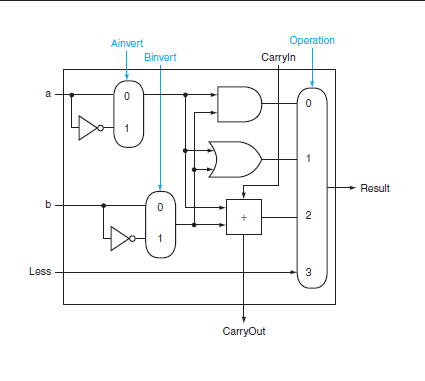 Ainvert
Operation
Binvert
CarryIn
a
0
0
1
1
Result
b
0
+
2
1
Less
3
CarryOut